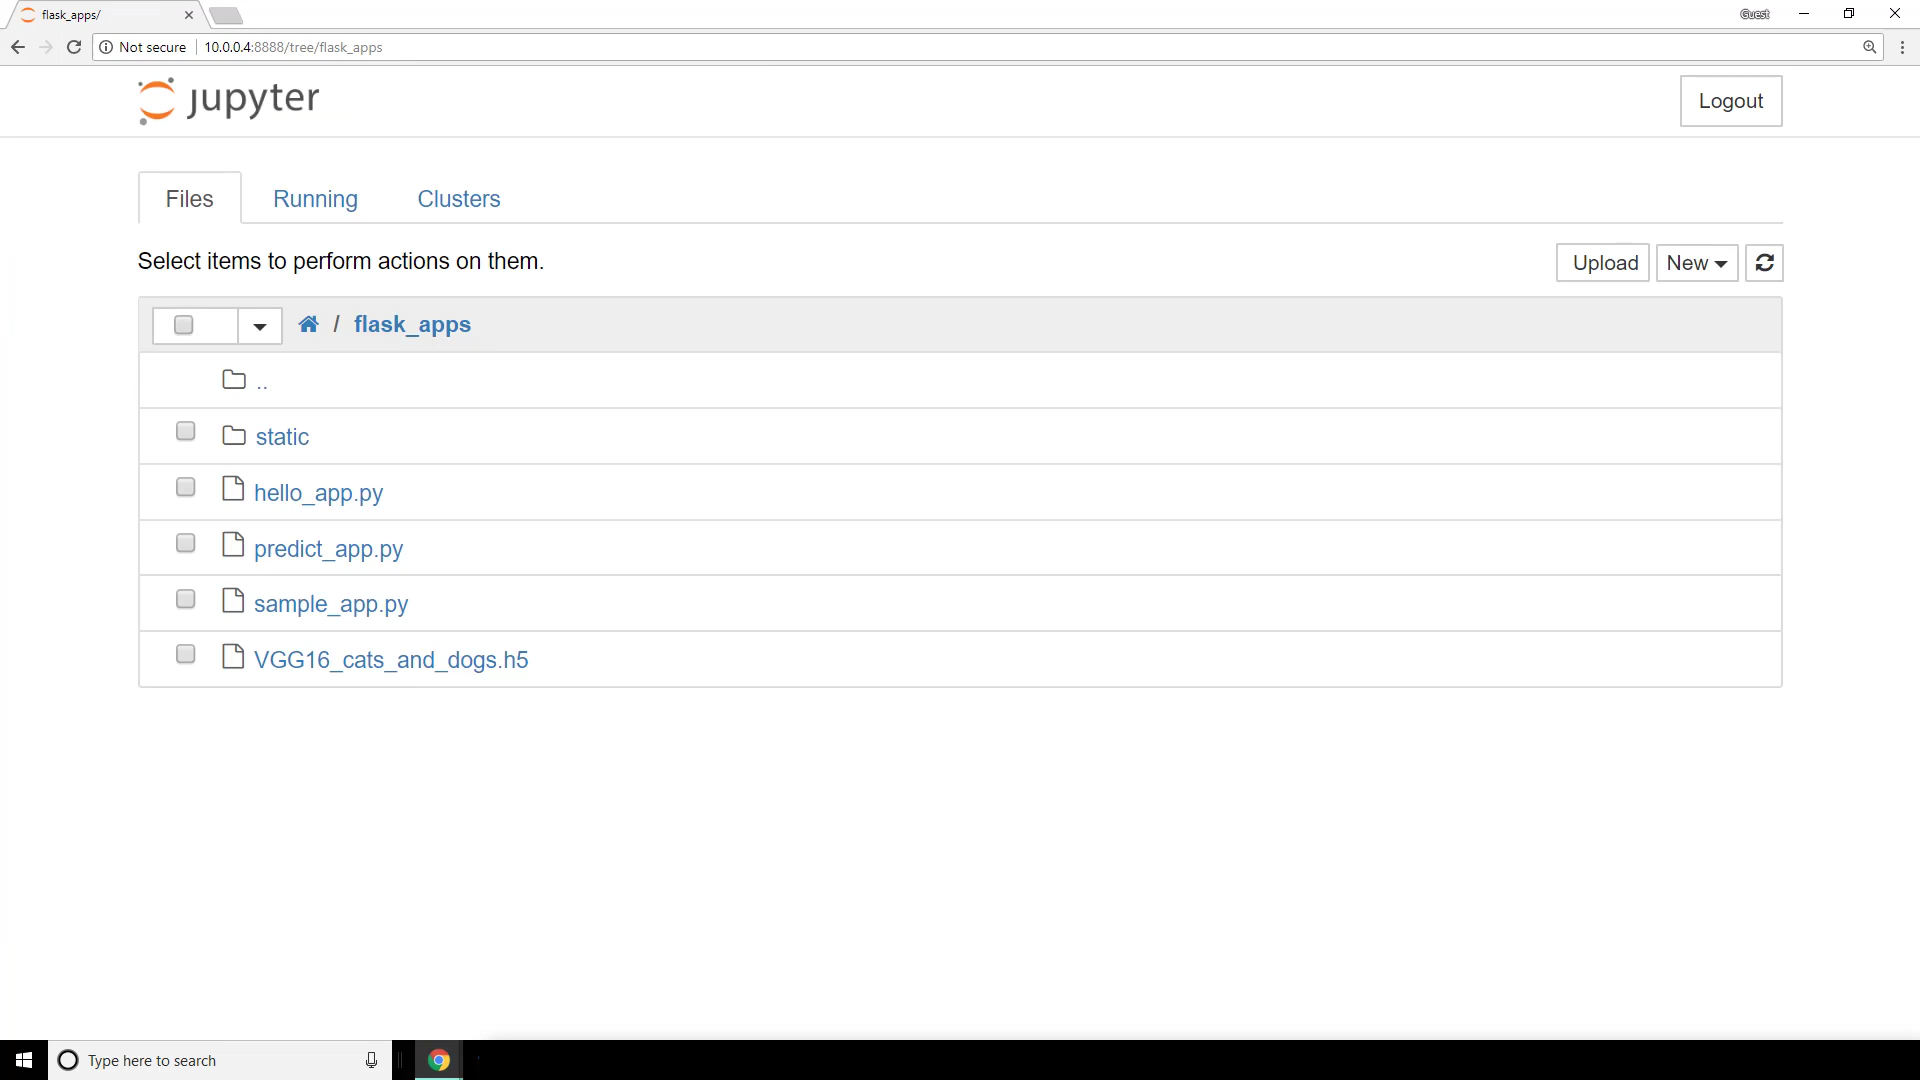 flask_apps/
Guest
Not secure
10.0.0.4:8888/tree/flask_apps
jupyter
Logout
Files Running Clusters
Select items to perform actions on them.
Upload New
/ flask_apps
..
static
hello_app.py
predict_app.py
sample_app.py
VGG16_cats_and_dogs.h5
Type here to search